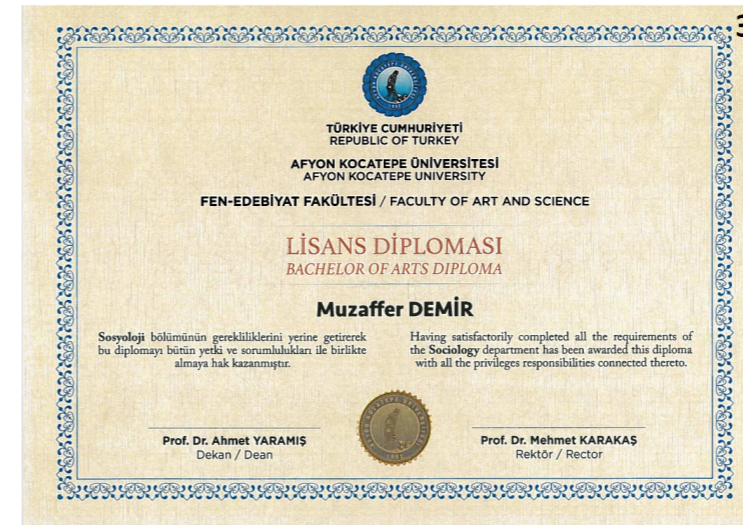 3
TÜRKİYE CUMHURİYETİ
REPUBLIC OF TURKEY
AFYON KOCATEPE ÜNİVERSİTESİ
AFYON KOCATEPE UNIVERSITY
FEN-EDEBİYAT FAKÜLTESİ / FACULTY OF ART AND SCIENCE
LİSANS DİPLOMASI
BACHELOR OF ARTS DIPLOMA
Muzaffer DEMİR
Sosyoloji bölümünün gerekliliklerini yerine getirerek
bu diplomayı bütün yetki ve sorumlulukları ile birlikte
almaya hak kazanmıştır.
Having satisfactorily completed all the requirements of
the Sociology department has been awarded this diploma
with all the privileges responsibilities connected thereto.
Prof. Dr. Ahmet YARAMIŞ
Dekan / Dean
Prof. Dr. Mehmet KARAKAŞ
Rektör / Rector